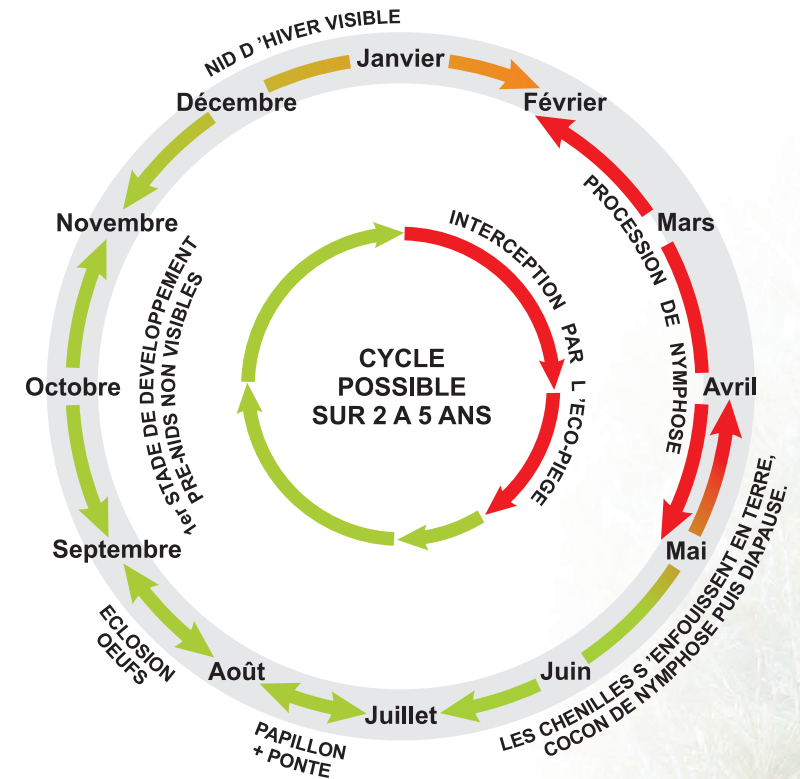 NID D 'HIVER VISIBLE
Janvier
Février
Mars
Avril
Mai
Juin
Juillet
Août
Septembre
Octobre
Novembre
Décembre
PROCESSION DE NYMPHOSE
LES CHENILLES S 'ENFOUISSENT EN TERRE,
COCON DE NYMPHOSE PUIS DIAPAUSE.
PAPILLON
+ PONTE
ECLOSION
OEUFS
1er STADE DE DEVELOPPEMENT
PRE-NIDS NON VISIBLES
INTERCEPTION PAR L 'ECO-PIEGE
CYCLE
POSSIBLE
SUR 2 A 5 ANS